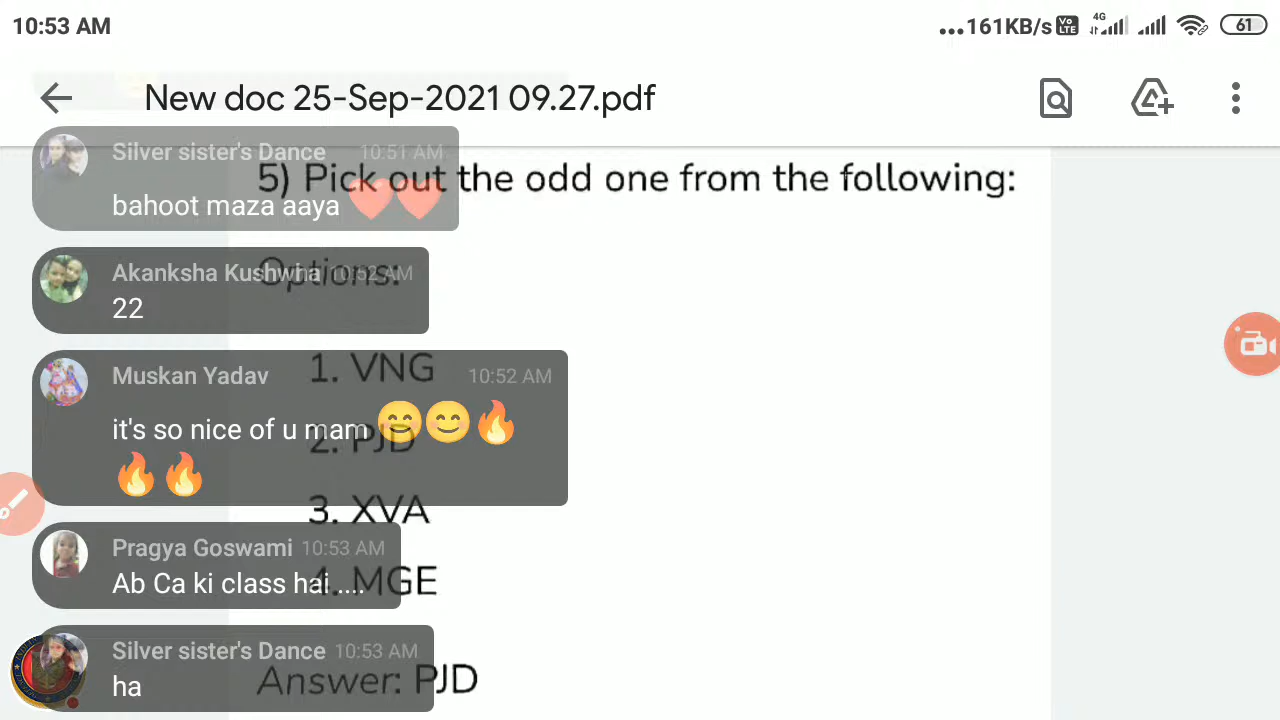 10:53 AM
...161KB/s Vo LTE 4G 61
New doc 25-Sep-2021 09.27.pdf
Silver sister's Dance 10:51 AM
5) Pick out the odd one from the following:
bahoot maza aaya ❤️❤️
Akanksha Kushwha 10:52 AM
Options:
22
1. VNG
Muskan Yadav 10:52 AM
it's so nice of u mam 😊😊🔥
🔥🔥
2. PJD
3. XVA
Pragya Goswami 10:53 AM
Ab Ca ki class hai ....
4. MGE
Silver sister's Dance 10:53 AM
ha
Answer: PJD